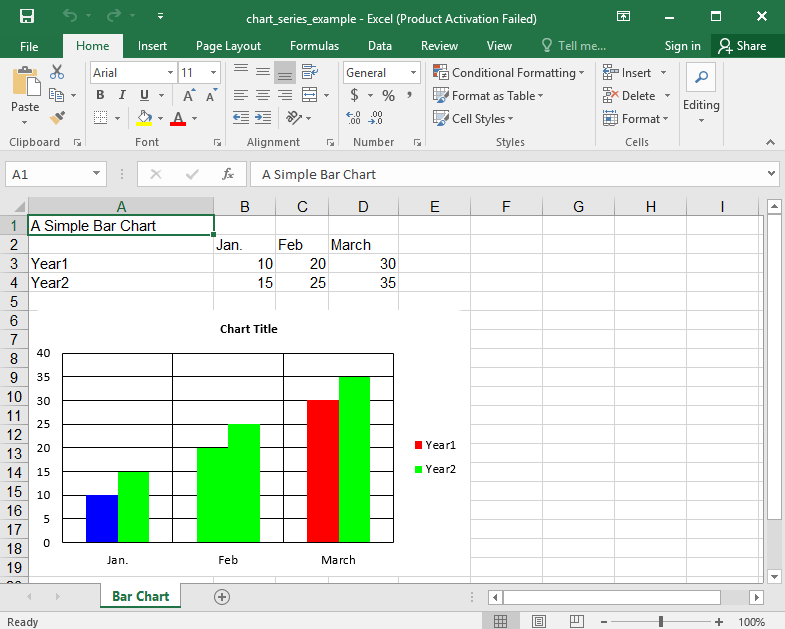 chart_series_example - Excel (Product Activation Failed)
File Home Insert Page Layout Formulas Data Review View Tell me... Sign in Share
Arial 11 General Conditional Formatting Insert
Paste B I U A A $ % , Format as Table Delete Editing
A .0 .00 .00 .0 Cell Styles Format
Clipboard Font Alignment Number Styles Cells
A1 fx A Simple Bar Chart
A B C D E F G H I
1 A Simple Bar Chart
2 Jan. Feb March
3 Year1 10 20 30
4 Year2 15 25 35
5
6
Chart Title
7
8 40
9 35
10 30
11 25
12 20 Year1
13 15 Year2
14 10
15 5
16 0
17
18 Jan. Feb March
19
Bar Chart
Ready 100%